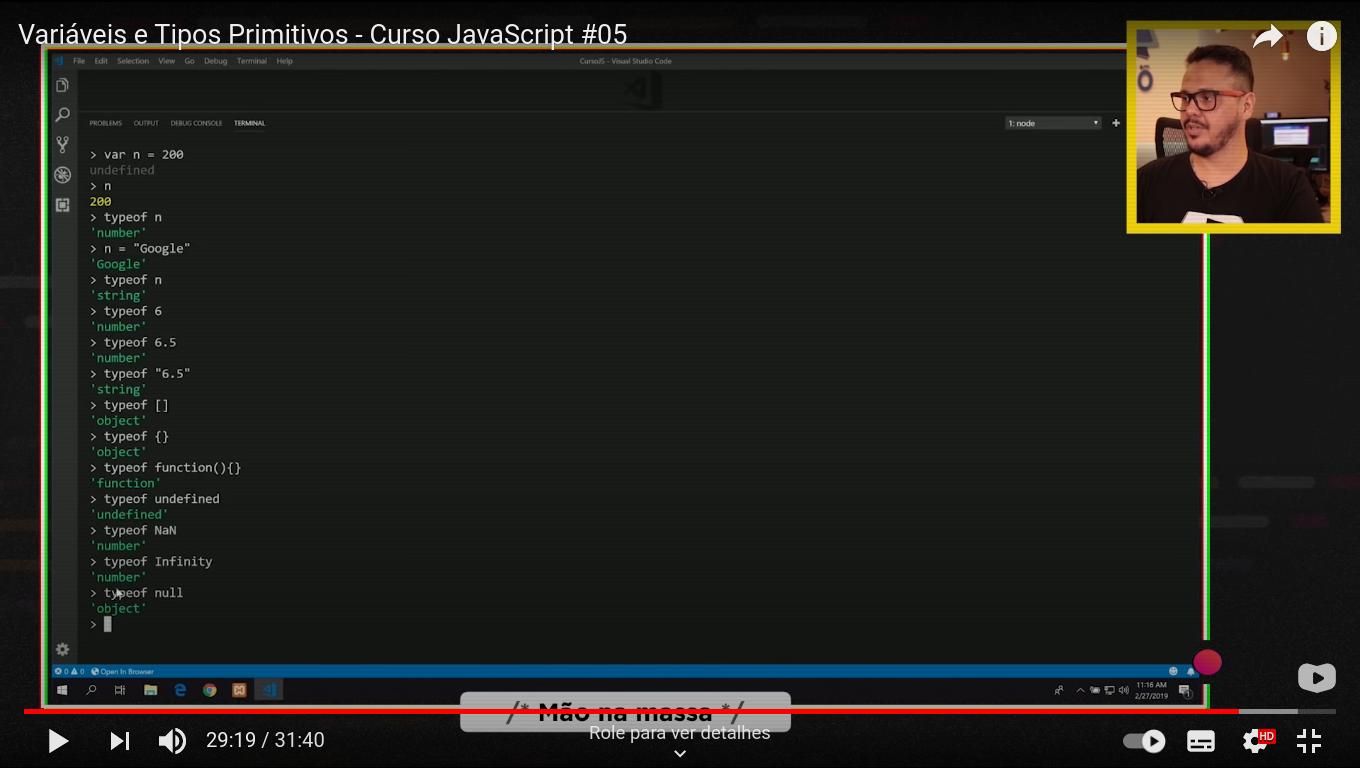 Variáveis e Tipos Primitivos - Curso JavaScript #05
File Edit Selection View Go Debug Terminal Help
CursoJS - Visual Studio Code
PROBLEMS OUTPUT DEBUG CONSOLE TERMINAL
1: node
> var n = 200
undefined
> n
200
> typeof n
'number'
> n = "Google"
'Google'
> typeof n
'string'
> typeof 6
'number'
> typeof 6.5
'number'
> typeof "6.5"
'string'
> typeof []
'object'
> typeof {}
'object'
> typeof function(){}
'function'
> typeof undefined
'undefined'
> typeof NaN
'number'
> typeof Infinity
'number'
> typeof null
'object'
>
0 0 Open In Browser
11:16 AM
2/27/2019
1
/* Mão na massa */
Role para ver detalhes
29:19 / 31:40
HD